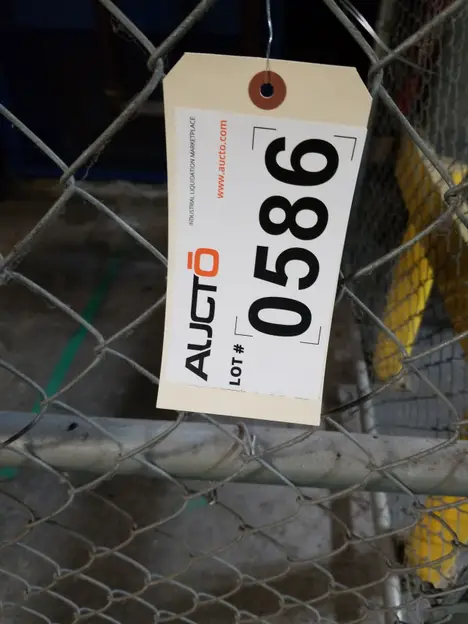 AUCTŌ
INDUSTRIAL LIQUIDATION MARKETPLACE
www.aucto.com
LOT # 0586